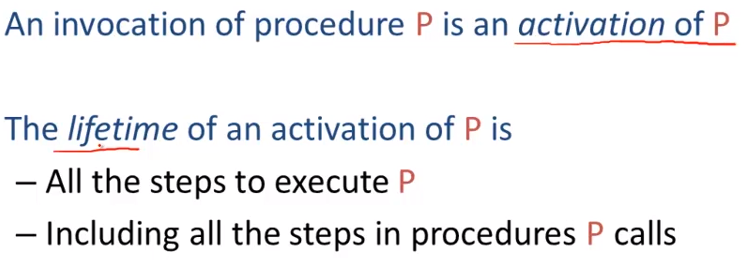 An invocation of procedure P is an activation of P
The lifetime of an activation of P is
– All the steps to execute P
– Including all the steps in procedures P calls